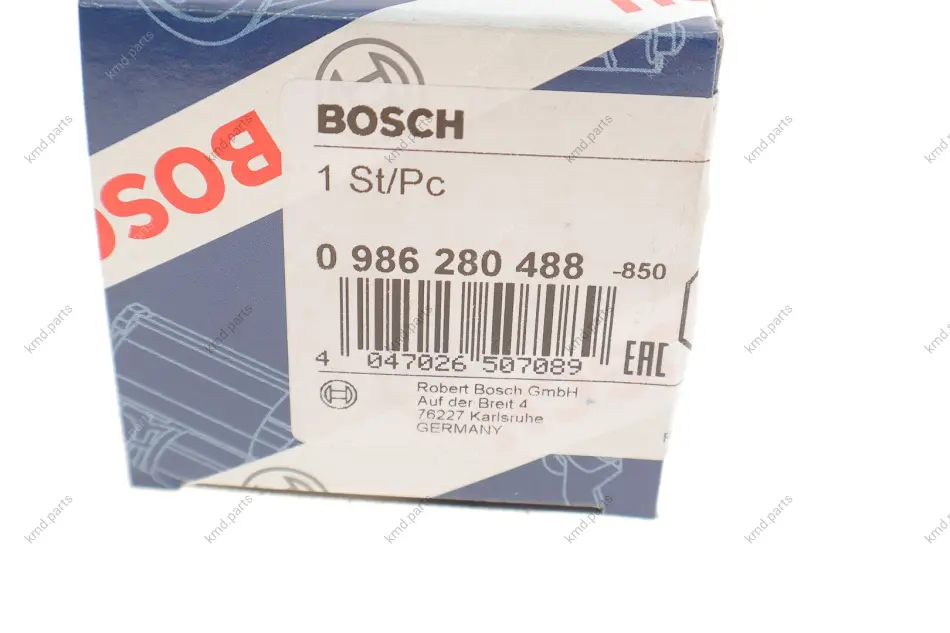 BOSCH
BOSCH
1 St/Pc
0 986 280 488 -850
4 047026 507089
EAC
Robert Bosch GmbH
Auf der Breit 4
76227 Karlsruhe
GERMANY
kmd.parts